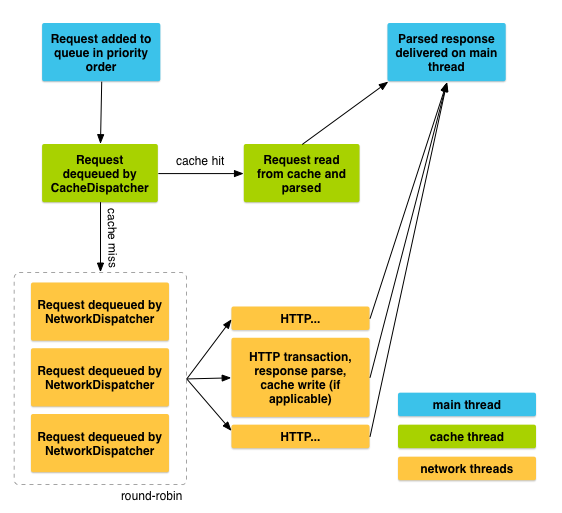 Request added to
queue in priority
order
Parsed response
delivered on main
thread
Request
dequeued by
CacheDispatcher
cache hit
Request read
from cache and
parsed
cache miss
Request dequeued by
NetworkDispatcher
Request dequeued by
NetworkDispatcher
Request dequeued by
NetworkDispatcher
round-robin
HTTP...
HTTP transaction,
response parse,
cache write (if
applicable)
HTTP...
main thread
cache thread
network threads